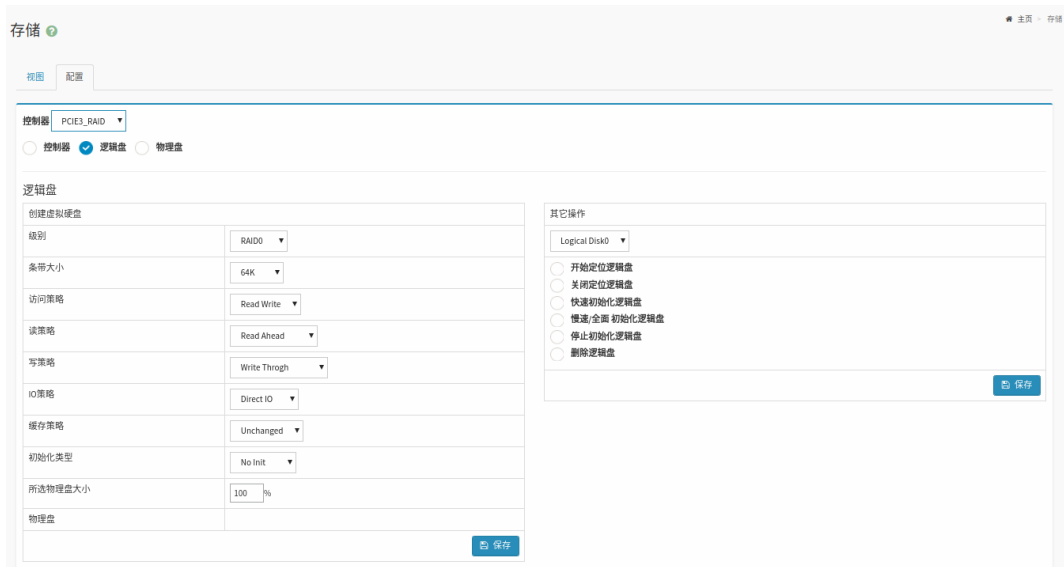 主页 > 存储
存储
视图 配置
控制器 PCIE3_RAID
控制器 逻辑盘 物理盘
逻辑盘
创建虚拟硬盘
级别 RAID0
条带大小 64K
访问策略 Read Write
读策略 Read Ahead
写策略 Write Throgh
IO策略 Direct IO
缓存策略 Unchanged
初始化类型 No Init
所选物理盘大小 100 %
物理盘
保存
其它操作
Logical Disk0
开始定位逻辑盘
关闭定位逻辑盘
快速初始化逻辑盘
慢速/全面 初始化逻辑盘
停止初始化逻辑盘
删除逻辑盘
保存